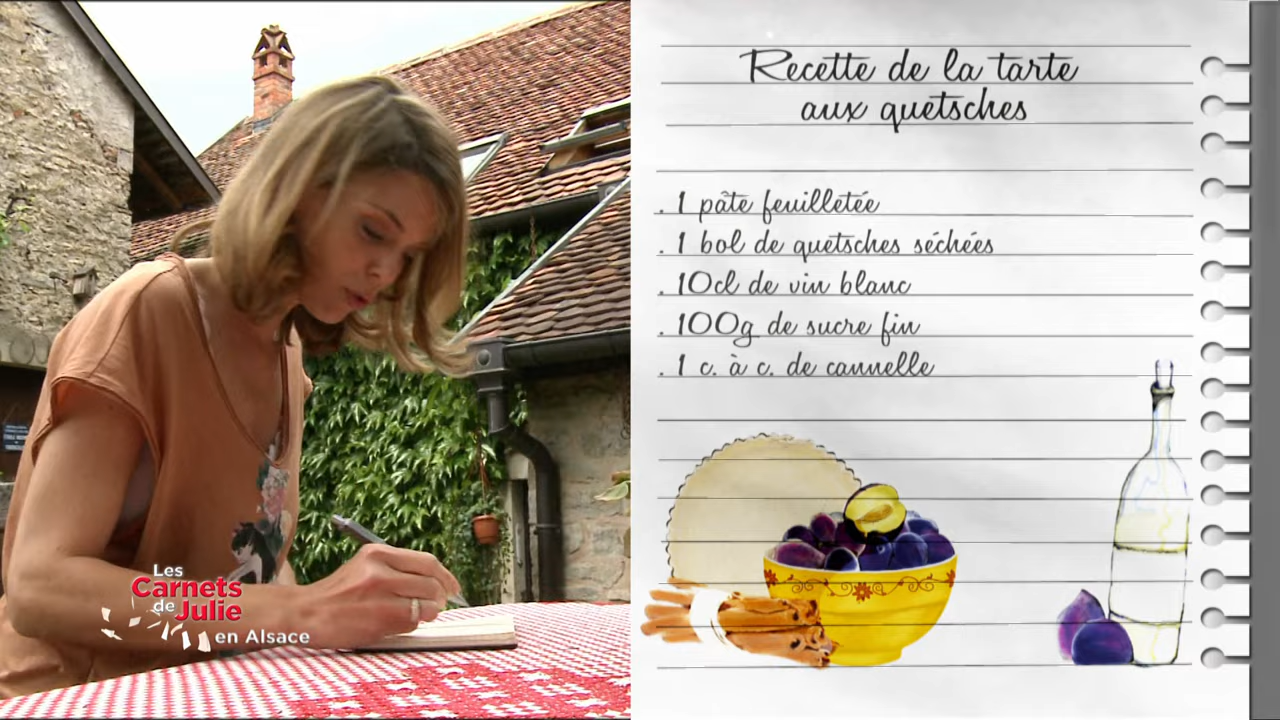 Recette de la tarte
aux quetsches
. 1 pâte feuilletée
. 1 bol de quetsches séchées
. 10cl de vin blanc
. 100g de sucre fin
. 1 c. à c. de cannelle
Les
Carnets
de Julie
en Alsace